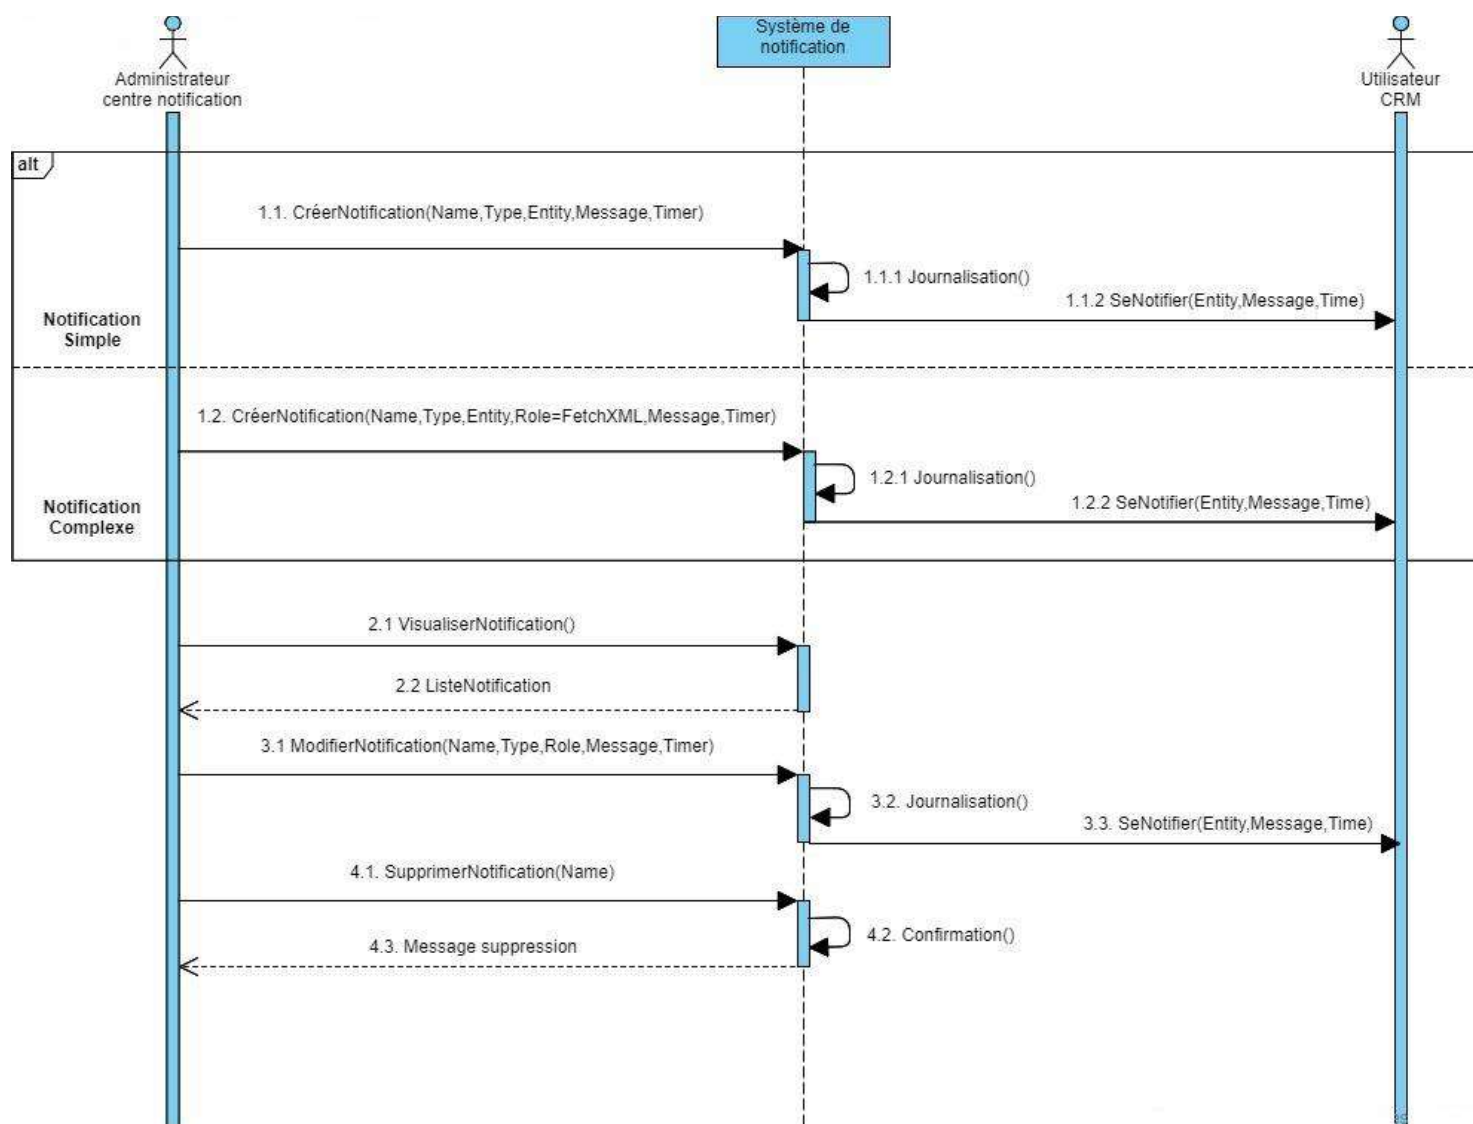 Système de
notification
Administrateur
centre notification
Utilisateur
CRM
alt
1.1. CréerNotification(Name,Type,Entity,Message,Timer)
1.1.1 Journalisation()
1.1.2 SeNotifier(Entity,Message,Time)
Notification
Simple
1.2. CréerNotification(Name,Type,Entity,Role=FetchXML,Message,Timer)
1.2.1 Journalisation()
1.2.2 SeNotifier(Entity,Message,Time)
Notification
Complexe
2.1 VisualiserNotification()
2.2 ListeNotification
3.1 ModifierNotification(Name,Type,Role,Message,Timer)
3.2. Journalisation()
3.3. SeNotifier(Entity,Message,Time)
4.1. SupprimerNotification(Name)
4.2. Confirmation()
4.3. Message suppression